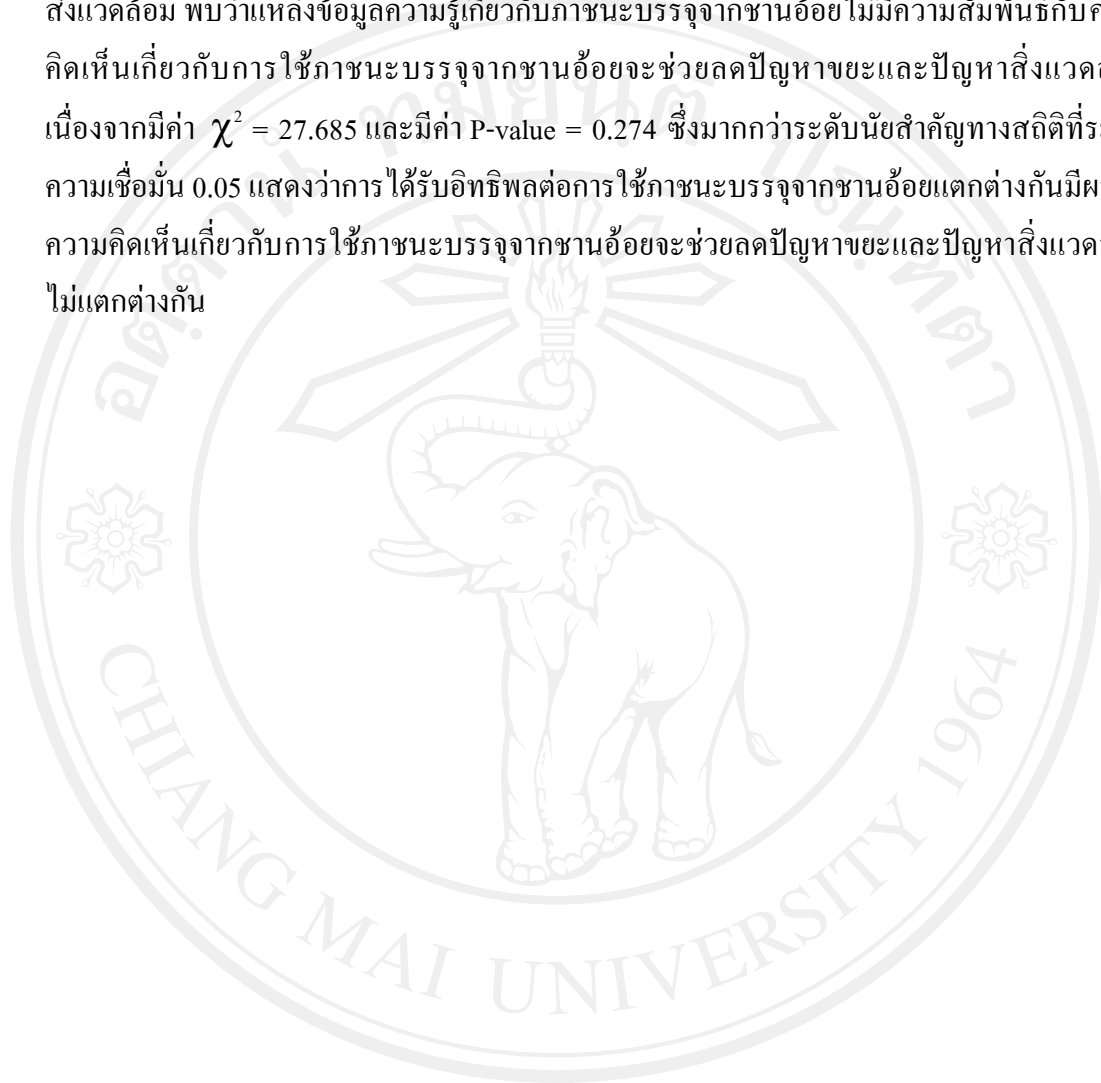 สิ่งแวดล้อม พบว่าแหล่งข้อมูลความรู้เกี่ยวกับภาชนะบรรจุจากชานอ้อยไม่มีความสัมพันธ์กับ
คิดเห็นเกี่ยวกับการใช้ภาชนะบรรจุจากชานอ้อยจะช่วยลดปัญหาขยะและปัญหาสิ่งแวด
เนื่องจากมีค่า χ² = 27.685 และมีค่า P-value = 0.274 ซึ่งมากกว่าระดับนัยสำคัญทางสถิติที่
ความเชื่อมั่น 0.05 แสดงว่าการได้รับอิทธิพลต่อการใช้ภาชนะบรรจุจากชานอ้อยแตกต่างกันมี
ความคิดเห็นเกี่ยวกับการใช้ภาชนะบรรจุจากชานอ้อยจะช่วยลดปัญหาขยะและปัญหาสิ่งแวด
ไม่แตกต่างกัน
อตฺตานํ ทมยนฺติ ปณฺฑิตา
CHIANG MAI UNIVERSITY 1964